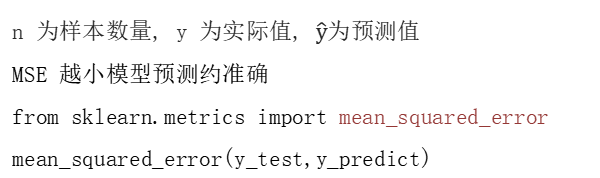 n 为样本数量, y 为实际值, ŷ为预测值
MSE 越小模型预测约准确
from sklearn.metrics import mean_squared_error
mean_squared_error(y_test,y_predict)